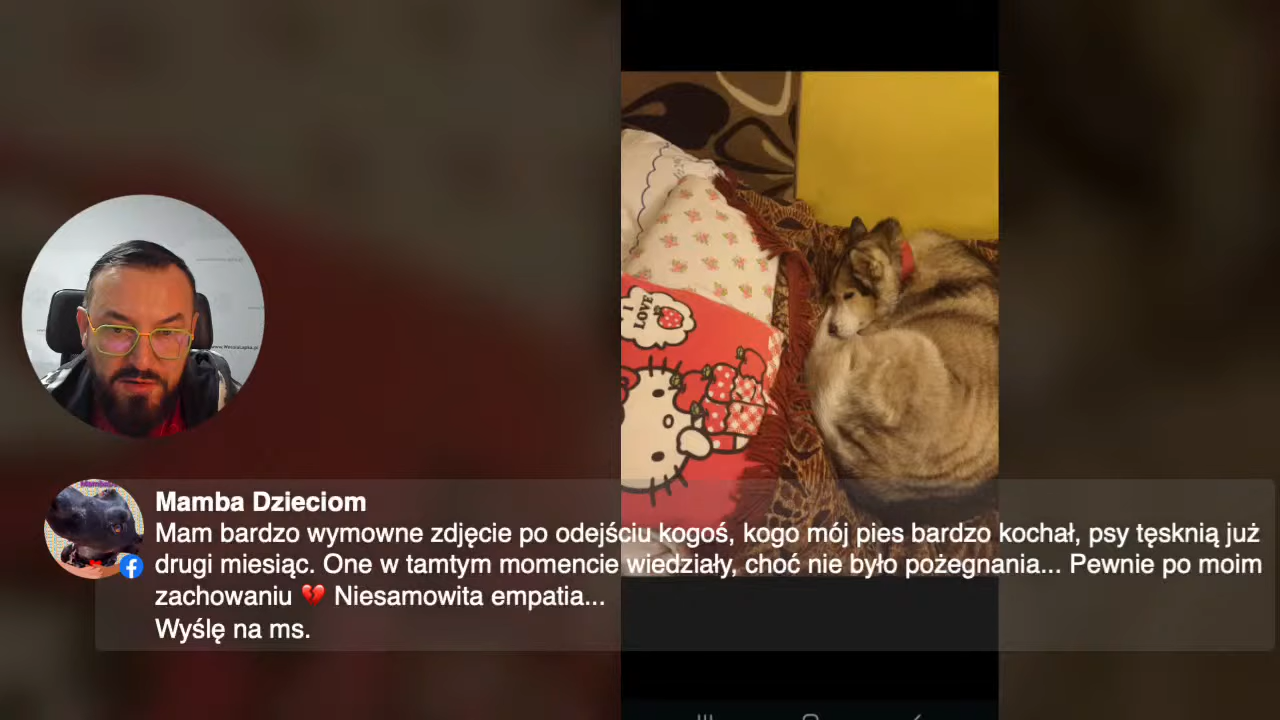 I
LOVE
Mamba Dzieciom
Mam bardzo wymowne zdjęcie po odejściu kogoś, kogo mój pies bardzo kochał, psy tęsknią już
drugi miesiąc. One w tamtym momencie wiedziały, choć nie było pożegnania... Pewnie po moim
zachowaniu 💔 Niesamowita empatia...
Wyślę na ms.